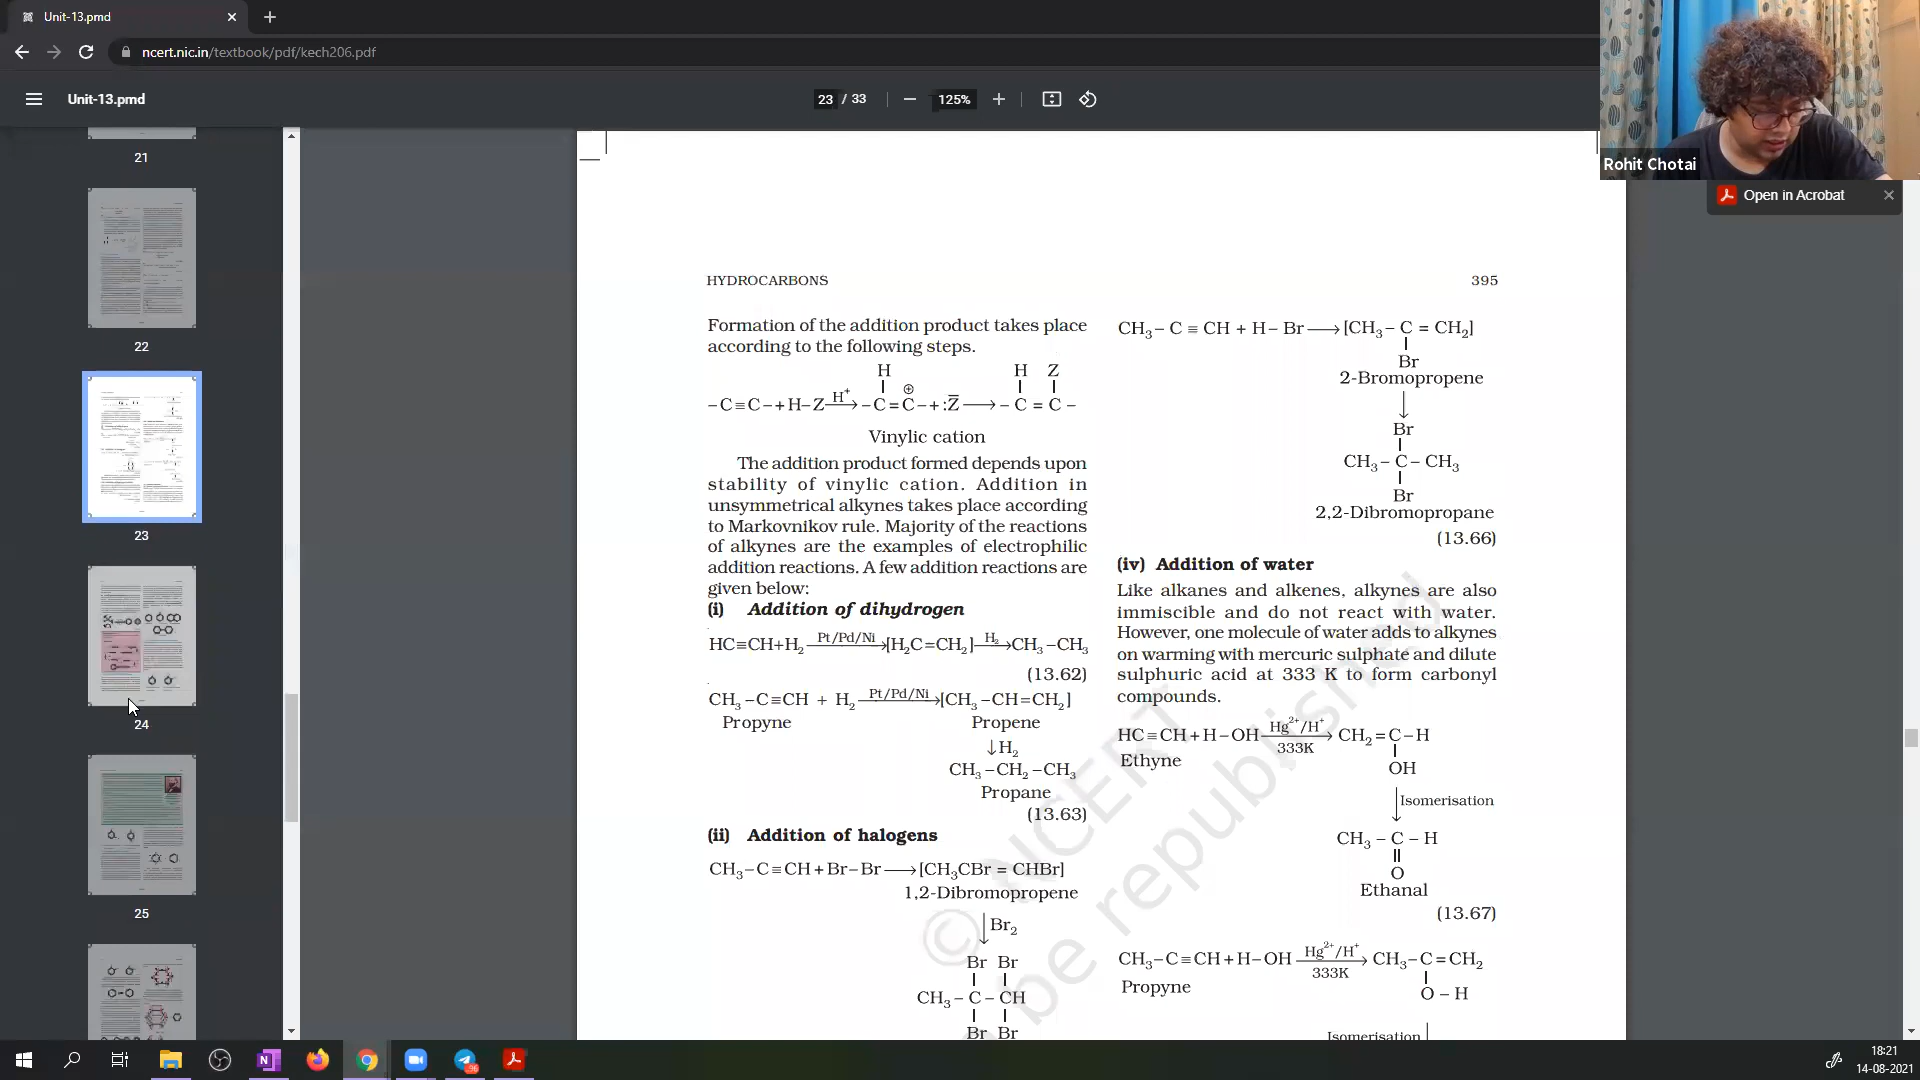 Unit-13.pmd
ncert.nic.in/textbook/pdf/kech206.pdf
Unit-13.pmd
23 / 33
125%
Rohit Chotai
Open in Acrobat
21
22
23
24
25
HYDROCARBONS
395
Formation of the addition product takes place
according to the following steps.
H
H Z
–C≡C–+H–Z H⁺ –C=C–+:Z̄ –C=C–
⊕
Vinylic cation
The addition product formed depends upon
stability of vinylic cation. Addition in
unsymmetrical alkynes takes place according
to Markovnikov rule. Majority of the reactions
of alkynes are the examples of electrophilic
addition reactions. A few addition reactions are
given below:
(i) Addition of dihydrogen
HC≡CH+H₂ Pt/Pd/Ni [H₂C=CH₂] H₂ CH₃–CH₃
(13.62)
CH₃–C≡CH + H₂ Pt/Pd/Ni [CH₃–CH=CH₂]
Propyne Propene
↓H₂
CH₃–CH₂–CH₃
Propane
(13.63)
(ii) Addition of halogens
CH₃–C≡CH+Br–Br⟶[CH₃CBr = CHBr]
1,2-Dibromopropene
↓Br₂
Br Br
CH₃–C–CH
Br Br
CH₃–C≡CH + H–Br⟶[CH₃–C = CH₂]
Br
2-Bromopropene
↓
Br
CH₃–C–CH₃
Br
2,2-Dibromopropane
(13.66)
(iv) Addition of water
Like alkanes and alkenes, alkynes are also
immiscible and do not react with water.
However, one molecule of water adds to alkynes
on warming with mercuric sulphate and dilute
sulphuric acid at 333 K to form carbonyl
compounds.
HC≡CH+H–OH Hg²⁺/H⁺ 333K CH₂=C–H
Ethyne
OH
Isomerisation
CH₃–C–H
O
Ethanal
(13.67)
CH₃–C≡CH+H–OH Hg²⁺/H⁺ 333K CH₃–C=CH₂
Propyne
O–H
Isomerisation
© NCERT
be republished
18:21
14-08-2021